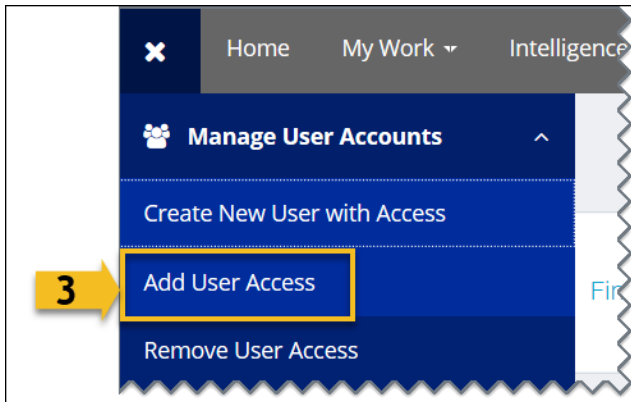 Home My Work Intelligence
Manage User Accounts
Create New User with Access
3 Add User Access
Remove User Access